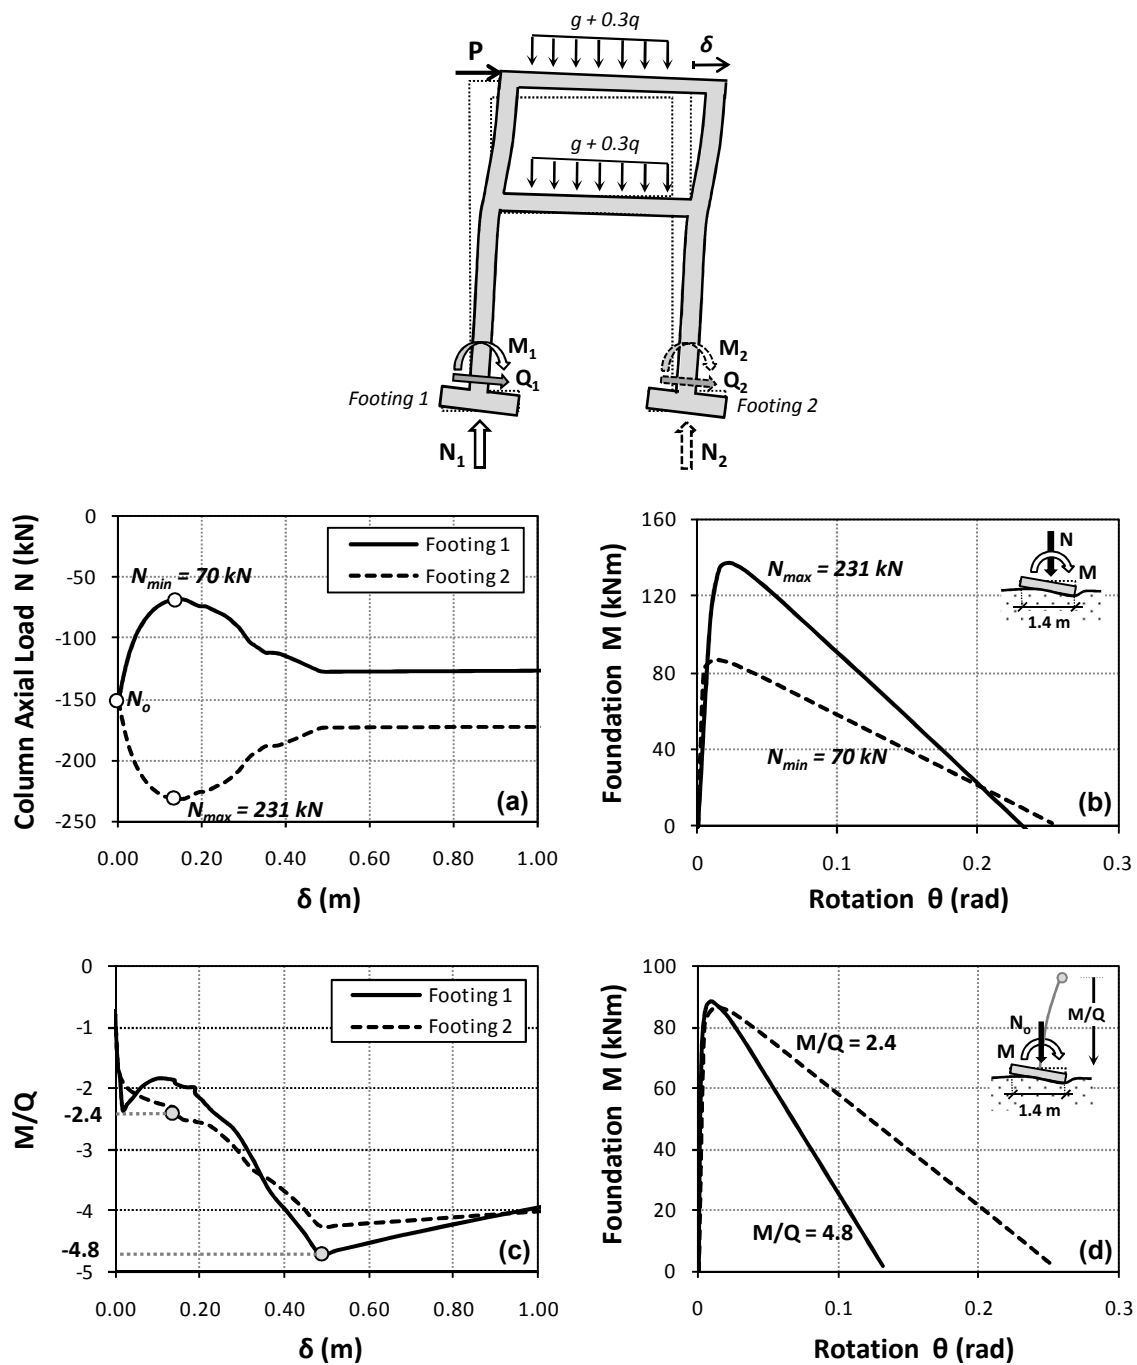 g + 0.3q
P
δ
g + 0.3q
M1
M2
Q1
Q2
Footing 1
Footing 2
N1
N2
Column Axial Load N (kN)
0
-50
-100
-150
-200
-250
0.00
0.20
0.40
0.60
0.80
1.00
δ (m)
Footing 1
Footing 2
Nmin = 70 kN
No
Nmax = 231 kN
(a)
Foundation M (kNm)
160
120
80
40
0
0
0.1
0.2
0.3
Rotation θ (rad)
Nmax = 231 kN
Nmin = 70 kN
N
M
1.4 m
(b)
M/Q
0
-1
-2
-2.4
-3
-4
-4.8
-5
0.00
0.20
0.40
0.60
0.80
1.00
δ (m)
Footing 1
Footing 2
(c)
Foundation M (kNm)
100
80
60
40
20
0
0
0.1
0.2
0.3
Rotation θ (rad)
M/Q = 2.4
M/Q = 4.8
No
M
M/Q
1.4 m
(d)